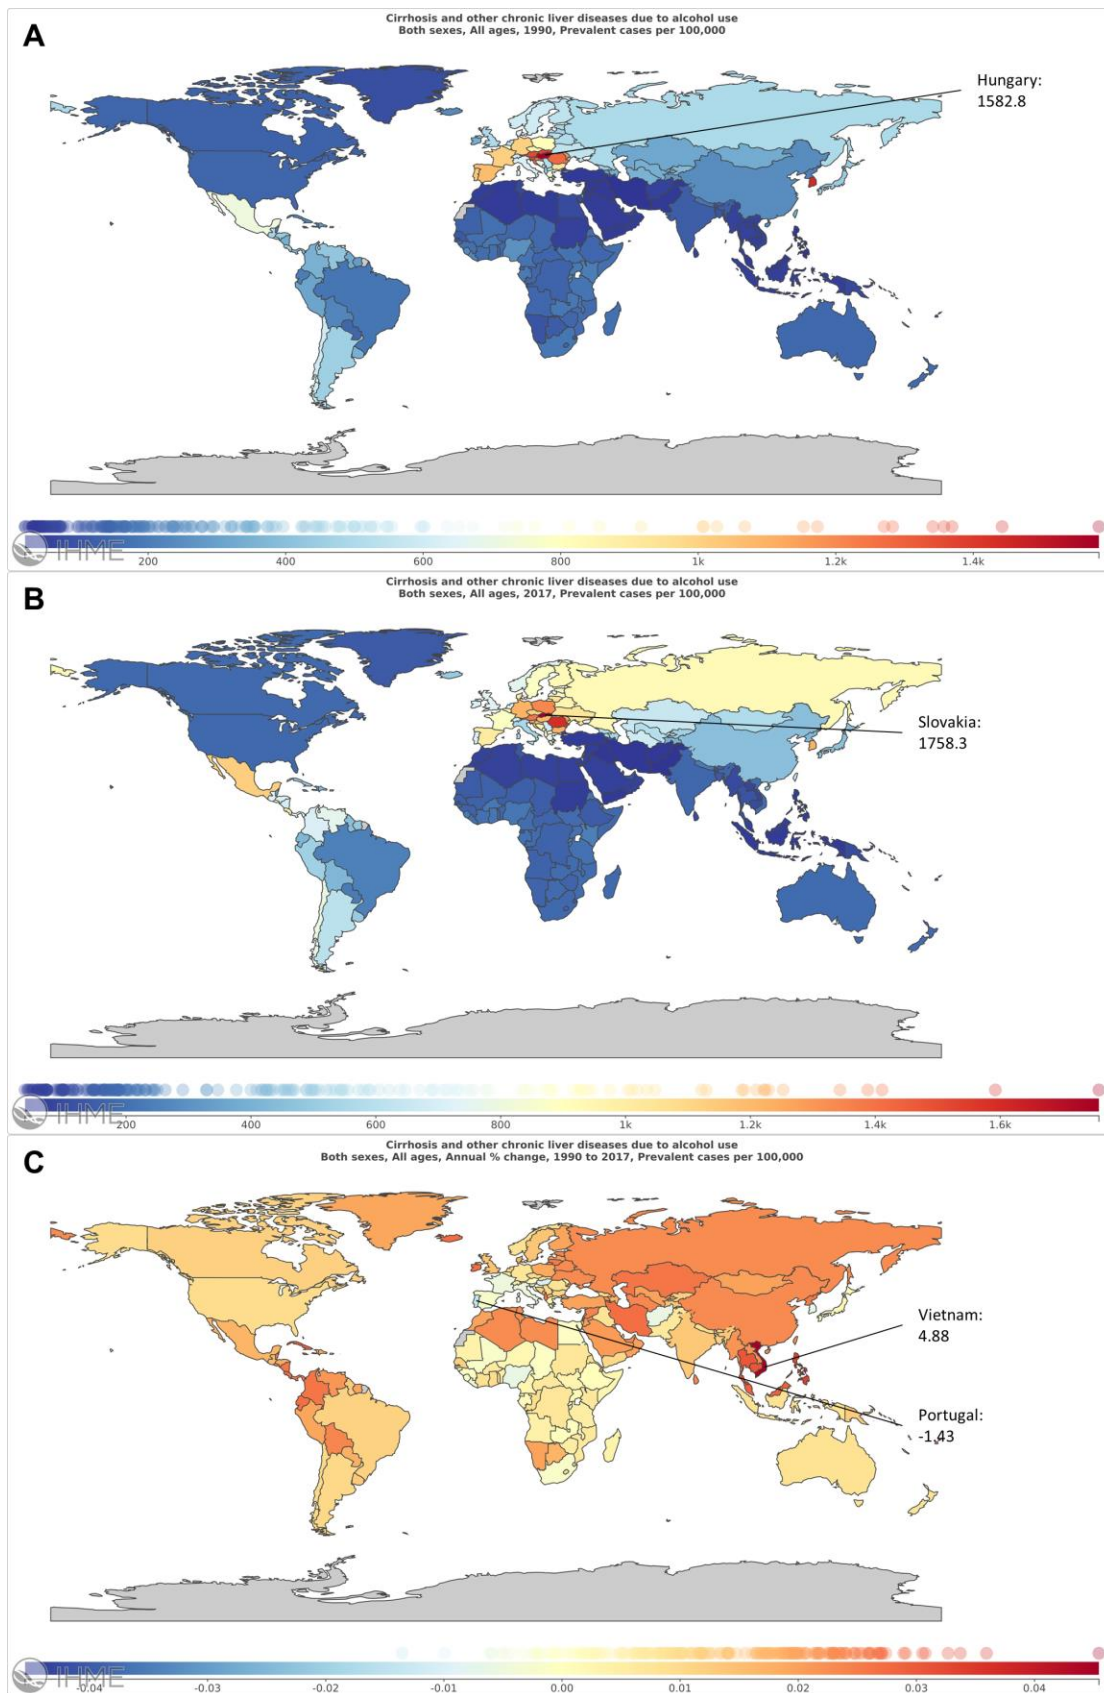 A
Cirrhosis and other chronic liver diseases due to alcohol use
Both sexes, All ages, 1990, Prevalent cases per 100,000
Hungary:
1582.8
IHME
200 400 600 800 1k 1.2k 1.4k
B
Cirrhosis and other chronic liver diseases due to alcohol use
Both sexes, All ages, 2017, Prevalent cases per 100,000
Slovakia:
1758.3
IHME
200 400 600 800 1k 1.2k 1.4k 1.6k
C
Cirrhosis and other chronic liver diseases due to alcohol use
Both sexes, All ages, Annual % change, 1990 to 2017, Prevalent cases per 100,000
Vietnam:
4.88
Portugal:
-1.43
IHME
-0.04 -0.03 -0.02 -0.01 0.00 0.01 0.02 0.03 0.04